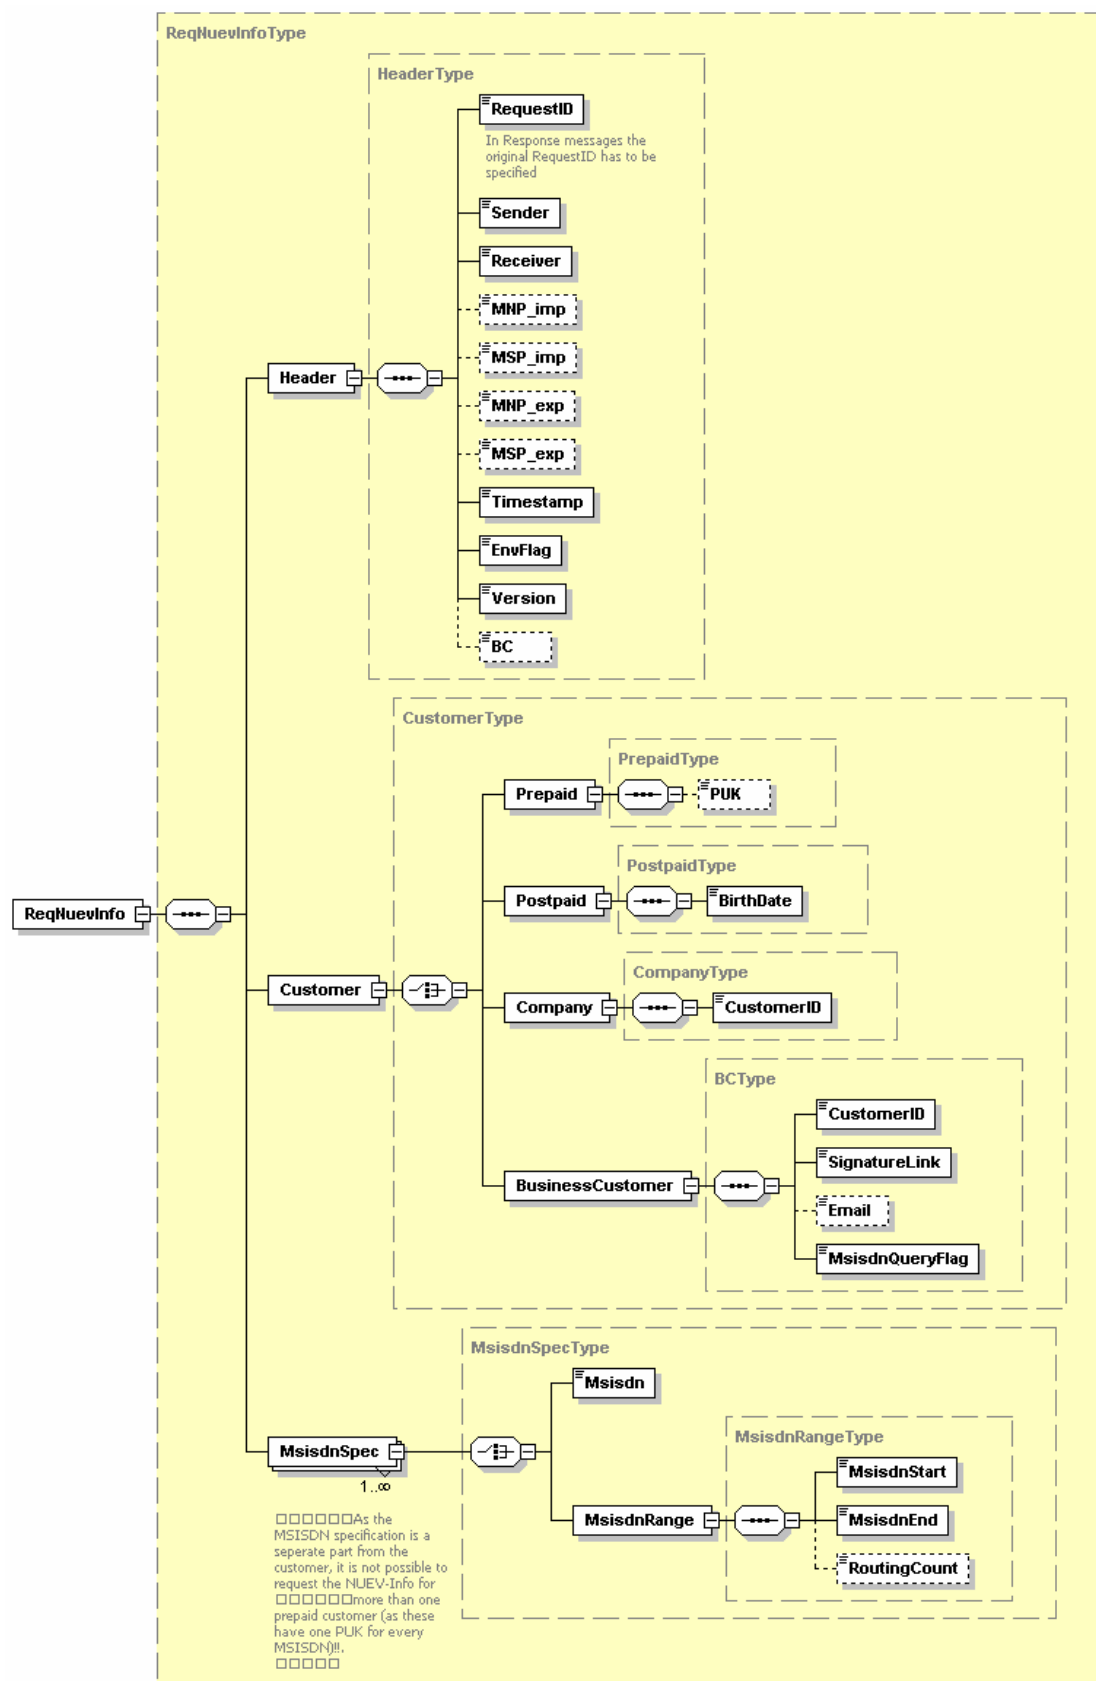 ReqNuevInfoType
HeaderType
RequestID
In Response messages the
original RequestID has to be
specified
Sender
Receiver
MNP_imp
MSP_imp
Header
MNP_exp
MSP_exp
Timestamp
EnvFlag
Version
BC
CustomerType
PrepaidType
Prepaid
PUK
PostpaidType
Postpaid
BirthDate
ReqNuevInfo
CompanyType
Customer
Company
CustomerID
BCType
CustomerID
SignatureLink
BusinessCustomer
Email
MsisdnQueryFlag
MsisdnSpecType
Msisdn
MsisdnRangeType
MsisdnSpec
1..∞
MsisdnStart
MsisdnRange
MsisdnEnd
RoutingCount
□□□□□□As the
MSISDN specification is a
seperate part from the
customer, it is not possible to
request the NUEV-Info for
□□□□□□more than one
prepaid customer (as these
have one PUK for every
MSISDN)!!.
□□□□□